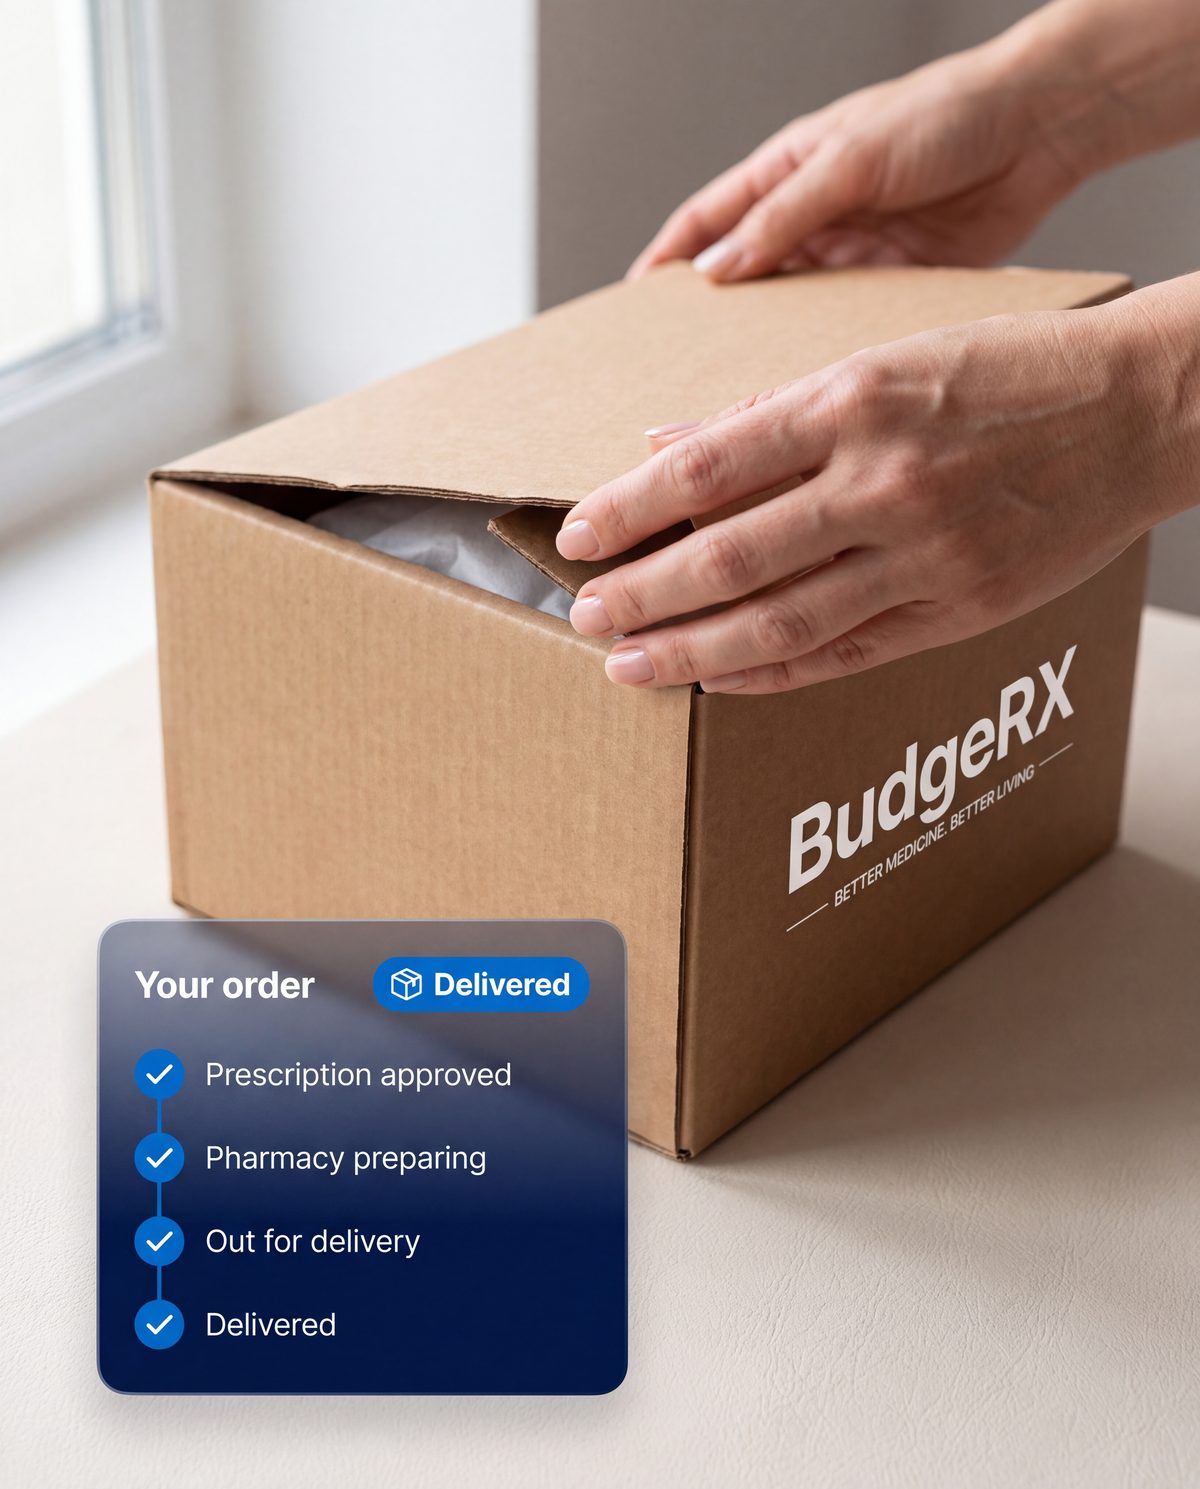 BudgeRX
BETTER MEDICINE. BETTER LIVING
Your order
Delivered
Prescription approved
Pharmacy preparing
Out for delivery
Delivered